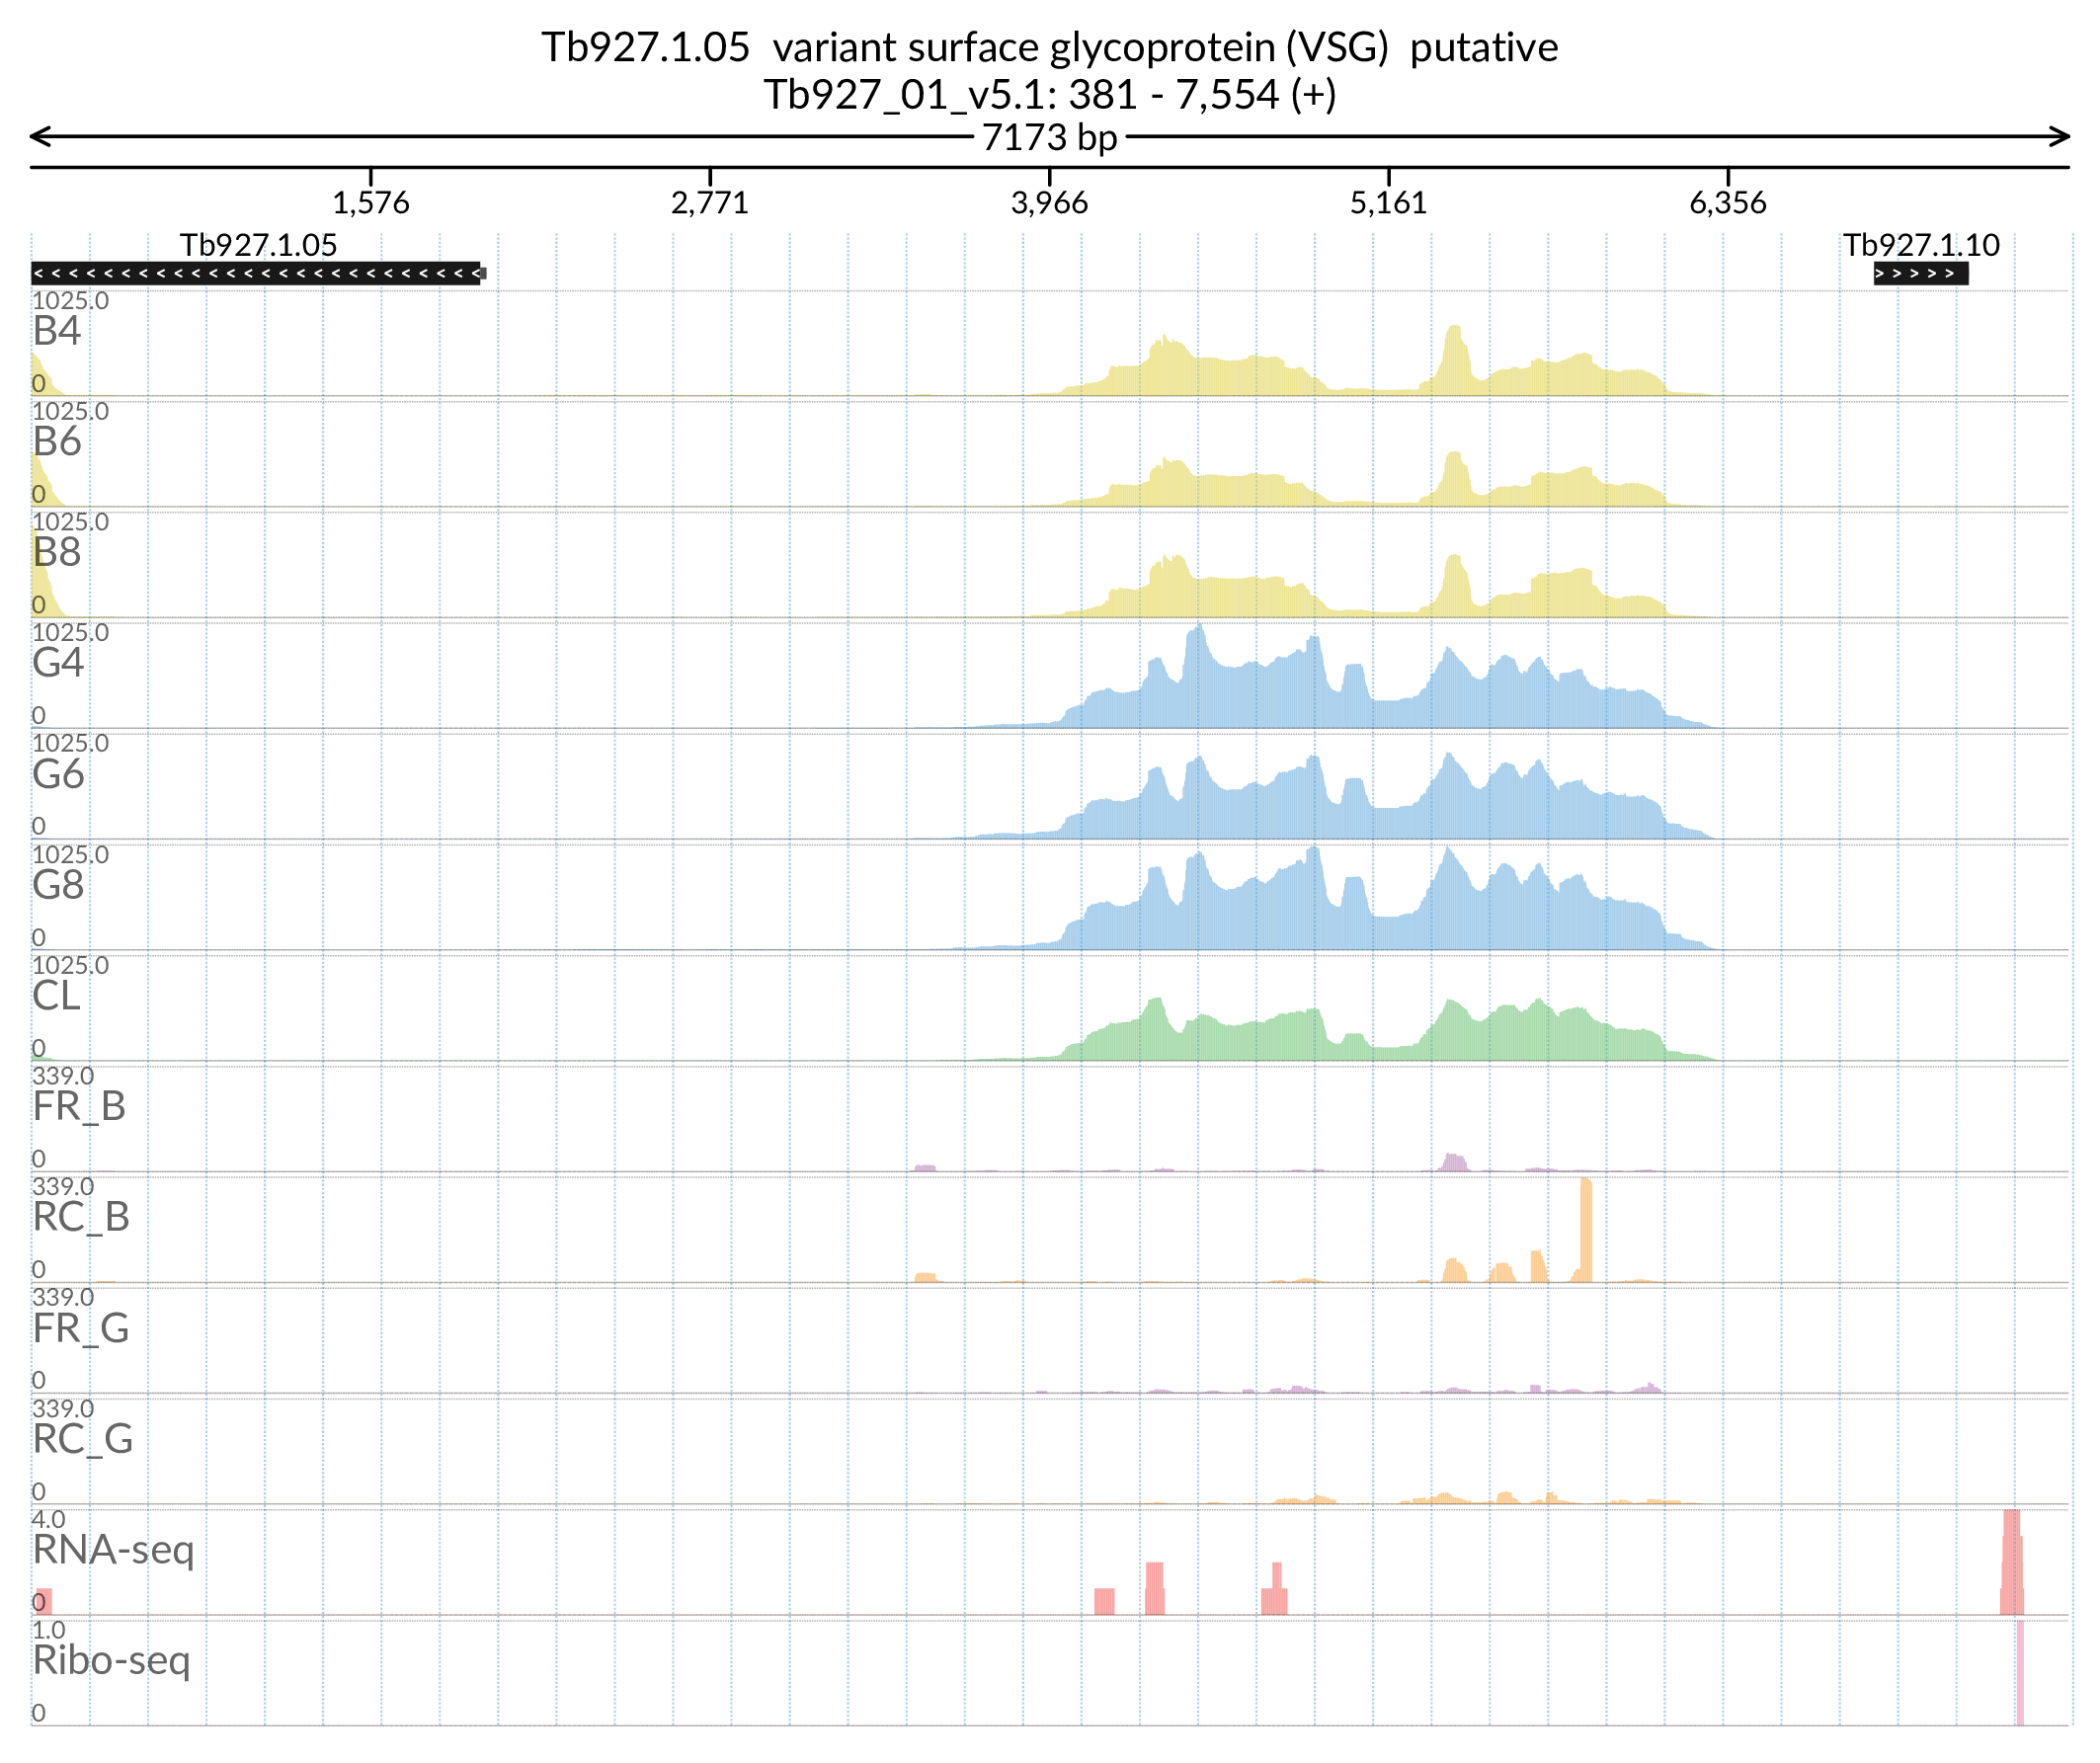 Tb927.1.05  variant surface glycoprotein (VSG)  putative
Tb927_01_v5.1: 381 - 7,554 (+)
7173 bp
1,576 2,771 3,966 5,161 6,356
Tb927.1.05 Tb927.1.10
1025.0
B4
0
1025.0
B6
0
1025.0
B8
0
1025.0
G4
0
1025.0
G6
0
1025.0
G8
0
1025.0
CL
0
339.0
FR_B
0
339.0
RC_B
0
339.0
FR_G
0
339.0
RC_G
0
4.0
RNA-seq
0
1.0
Ribo-seq
0